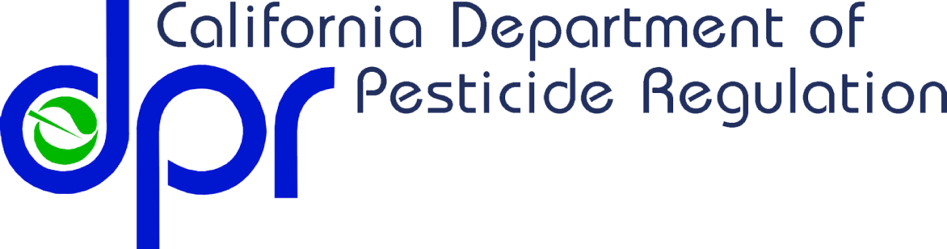 California Department of
Pesticide Regulation
dpr